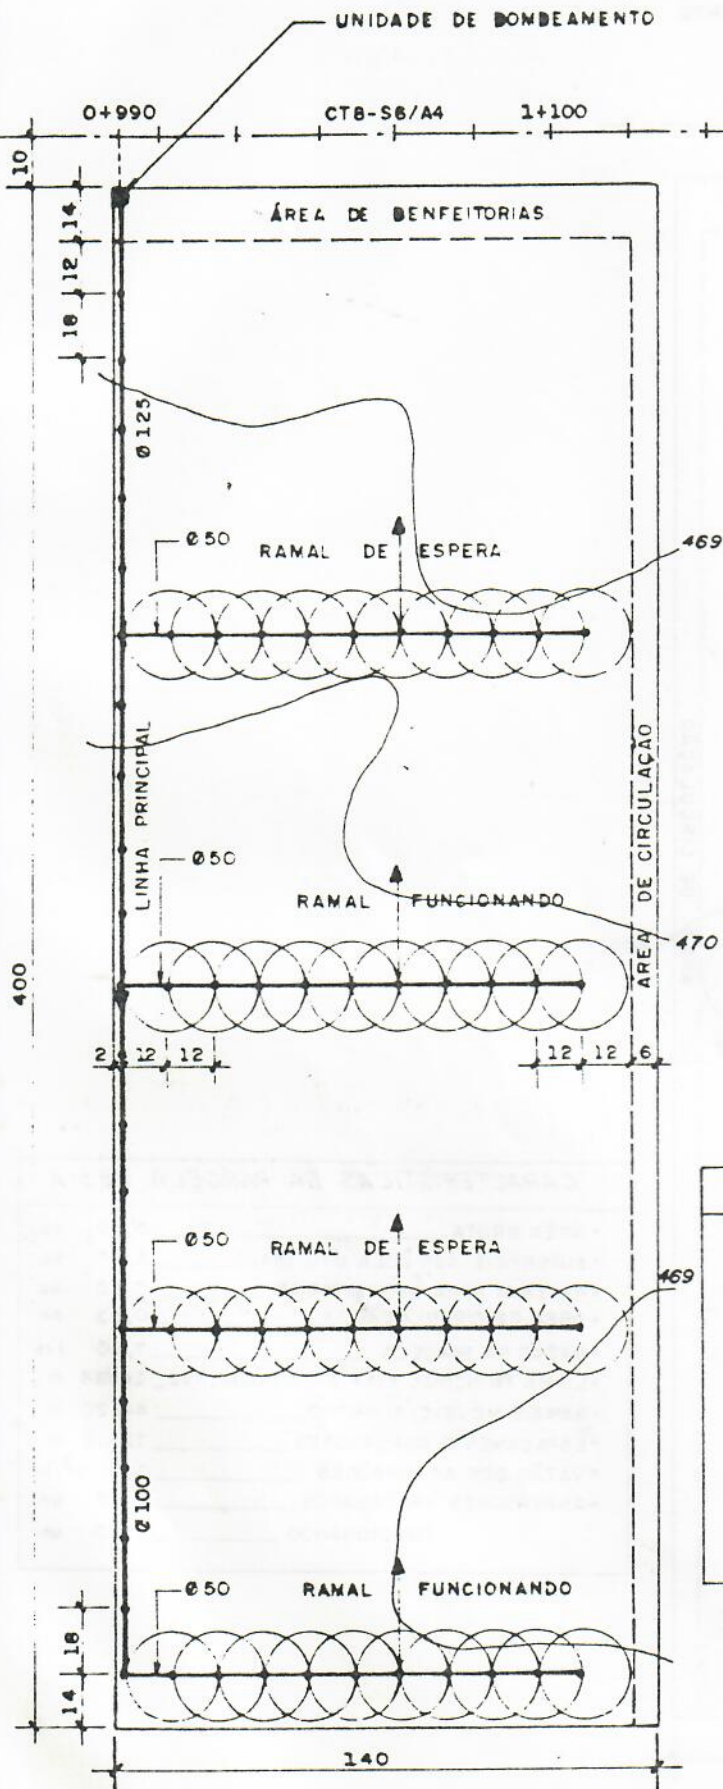 UNIDADE DE BOMBEAMENTO
0+990 CT8-S6/A4 1+100
10
ÁREA DE BENFEITORIAS
14
12
18
Ø125
Ø50 RAMAL DE ESPERA
469
LINHA PRINCIPAL
Ø50
RAMAL FUNCIONANDO
ÁREA DE CIRCULAÇÃO
470
400
2 12 12 12 12 6
Ø50 RAMAL DE ESPERA
469
Ø100
Ø50 RAMAL FUNCIONANDO
18
14
140